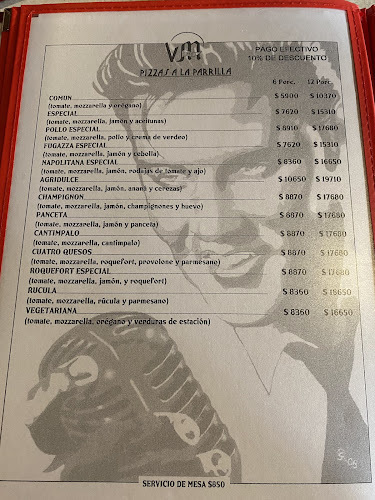 VM
PIZZAS A LA PARRILLA
PAGO EFECTIVO
10% DE DESCUENTO
6 Porc. 12 Porc.
COMUN $ 5900 $ 10370
(tomate, mozzarella y orégano)
ESPECIAL $ 7620 $ 15310
(tomate, mozzarella, jamón y aceitunas)
POLLO ESPECIAL $ 8910 $ 17680
(tomate, mozzarella, pollo y crema de verdeo)
FUGAZZA ESPECIAL $ 7620 $ 15310
(tomate, mozzarella, jamón y cebolla)
NAPOLITANA ESPECIAL $ 8360 $ 16650
(tomate, mozzarella, jamón, rodajas de tomate y ajo)
AGRIDULCE $ 10650 $ 19710
(tomate, mozzarella, jamón, ananá y cerezas)
CHAMPIGNON $ 8870 $ 17680
(tomate, mozzarella, jamón, champignones y huevo)
PANCETA $ 8870 $ 17680
(tomate, mozzarella, jamón y panceta)
CANTIMPALO $ 8870 $ 17680
(tomate, mozzarella, cantimpalo)
CUATRO QUESOS $ 8870 $ 17680
(tomate, mozzarella, roquefort, provolone y parmesano)
ROQUEFORT ESPECIAL $ 8870 $ 17680
(tomate, mozzarella, jamón, y roquefort)
RUCULA $ 8360 $ 16650
(tomate, mozzarella, rúcula y parmesano)
VEGETARIANA $ 8360 $ 16650
(tomate, mozzarella, orégano y verduras de estación)
SERVICIO DE MESA $650